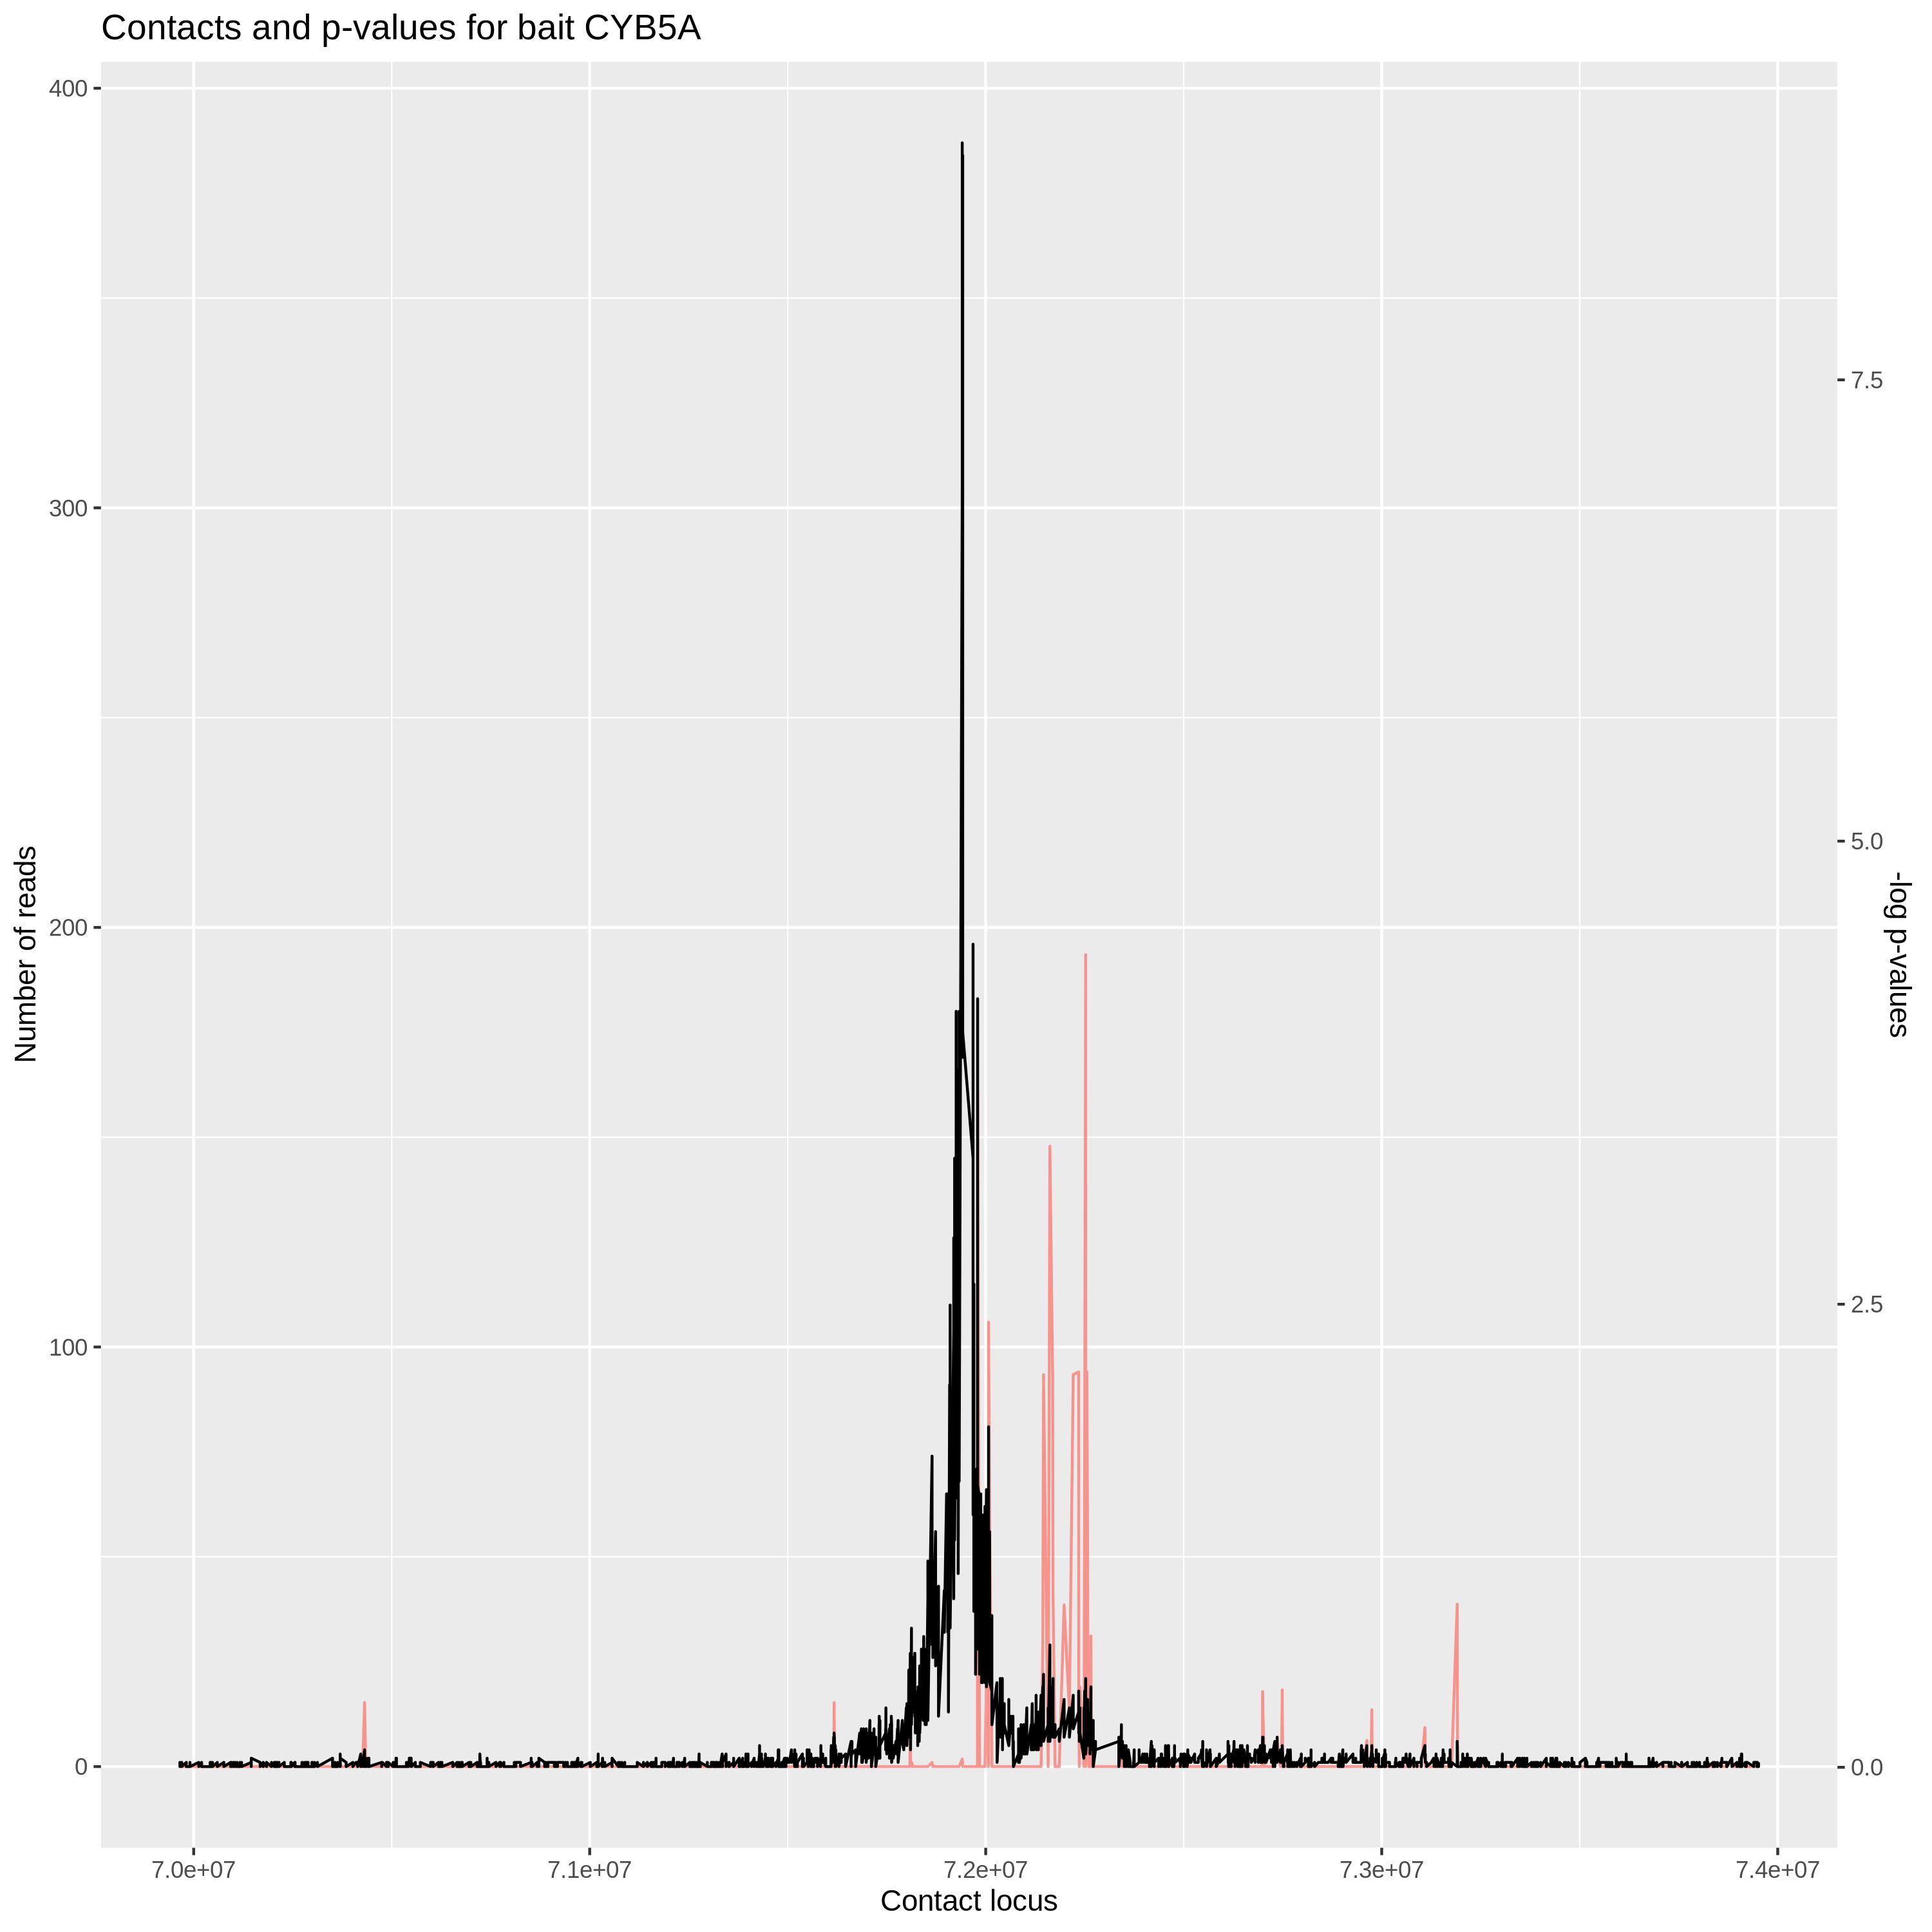 Contacts and p-values for bait CYB5A
400
300
200
100
0
Number of reads
7.5
5.0
2.5
0.0
-log p-values
7.0e+07
7.1e+07
7.2e+07
7.3e+07
7.4e+07
Contact locus